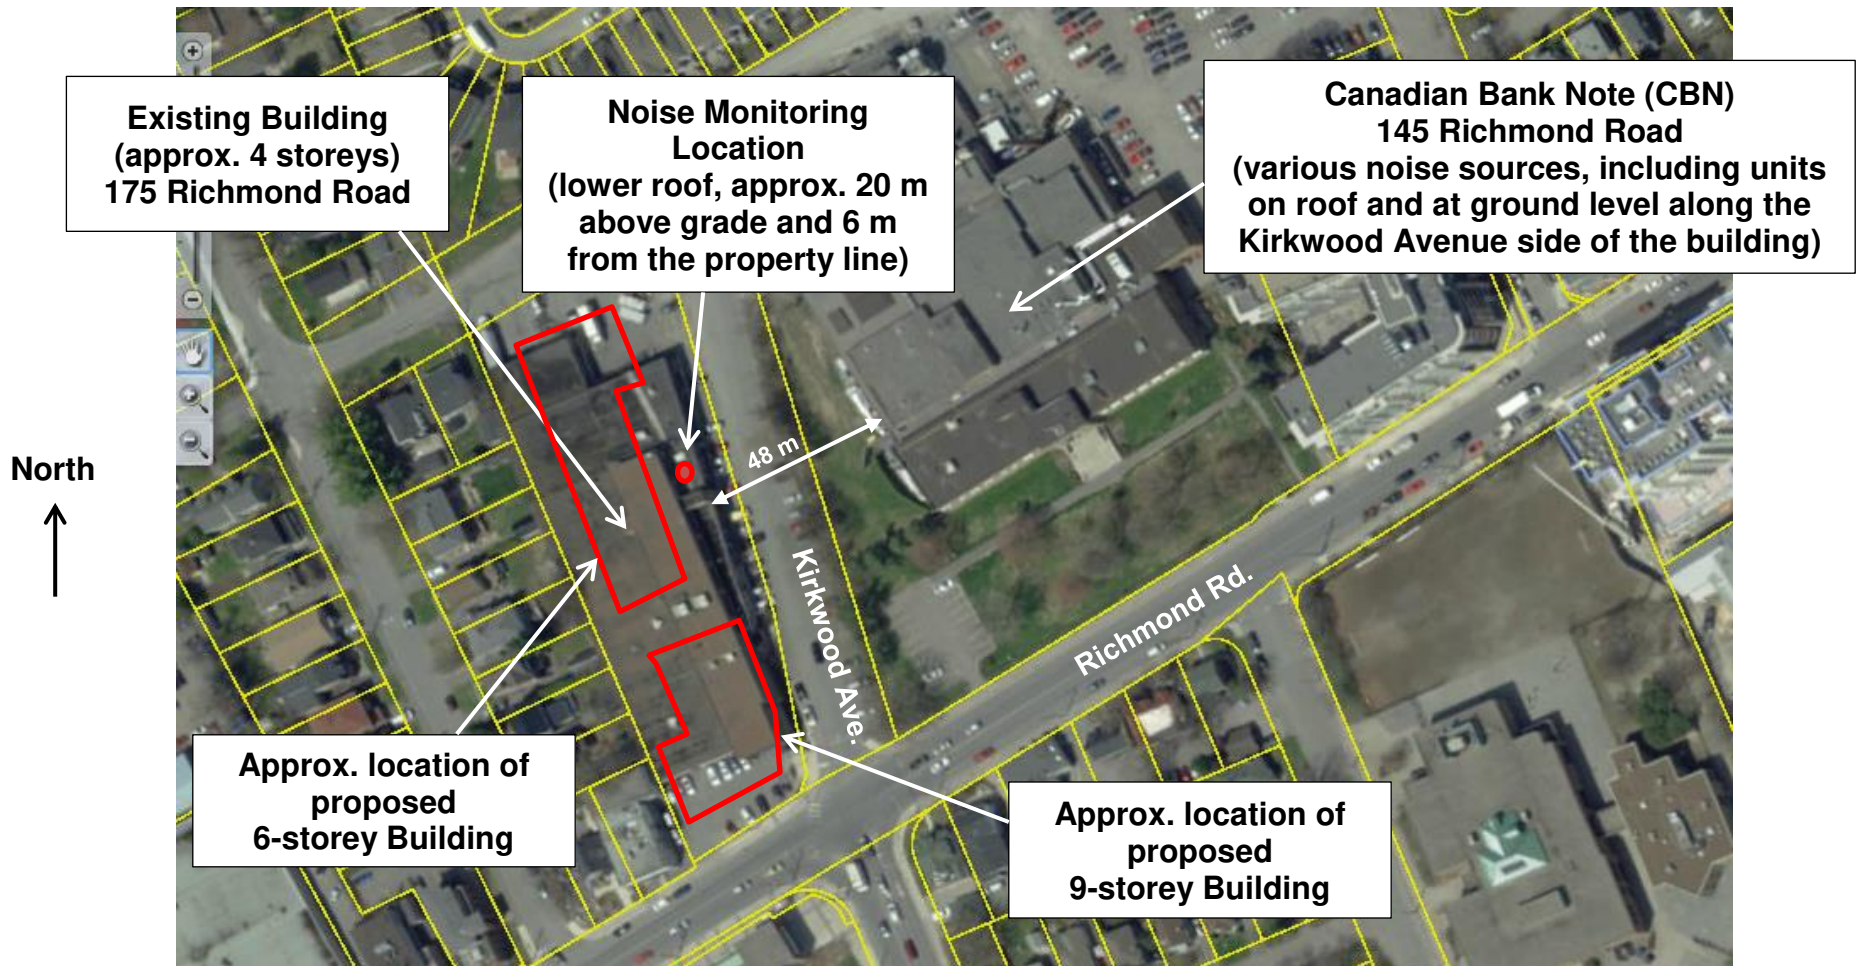 Existing Building
(approx. 4 storeys)
175 Richmond Road
Noise Monitoring
Location
(lower roof, approx. 20 m
above grade and 6 m
from the property line)
Canadian Bank Note (CBN)
145 Richmond Road
(various noise sources, including units
on roof and at ground level along the
Kirkwood Avenue side of the building)
48 m
North
Kirkwood Ave.
Richmond Rd.
Approx. location of
proposed
6-storey Building
Approx. location of
proposed
9-storey Building